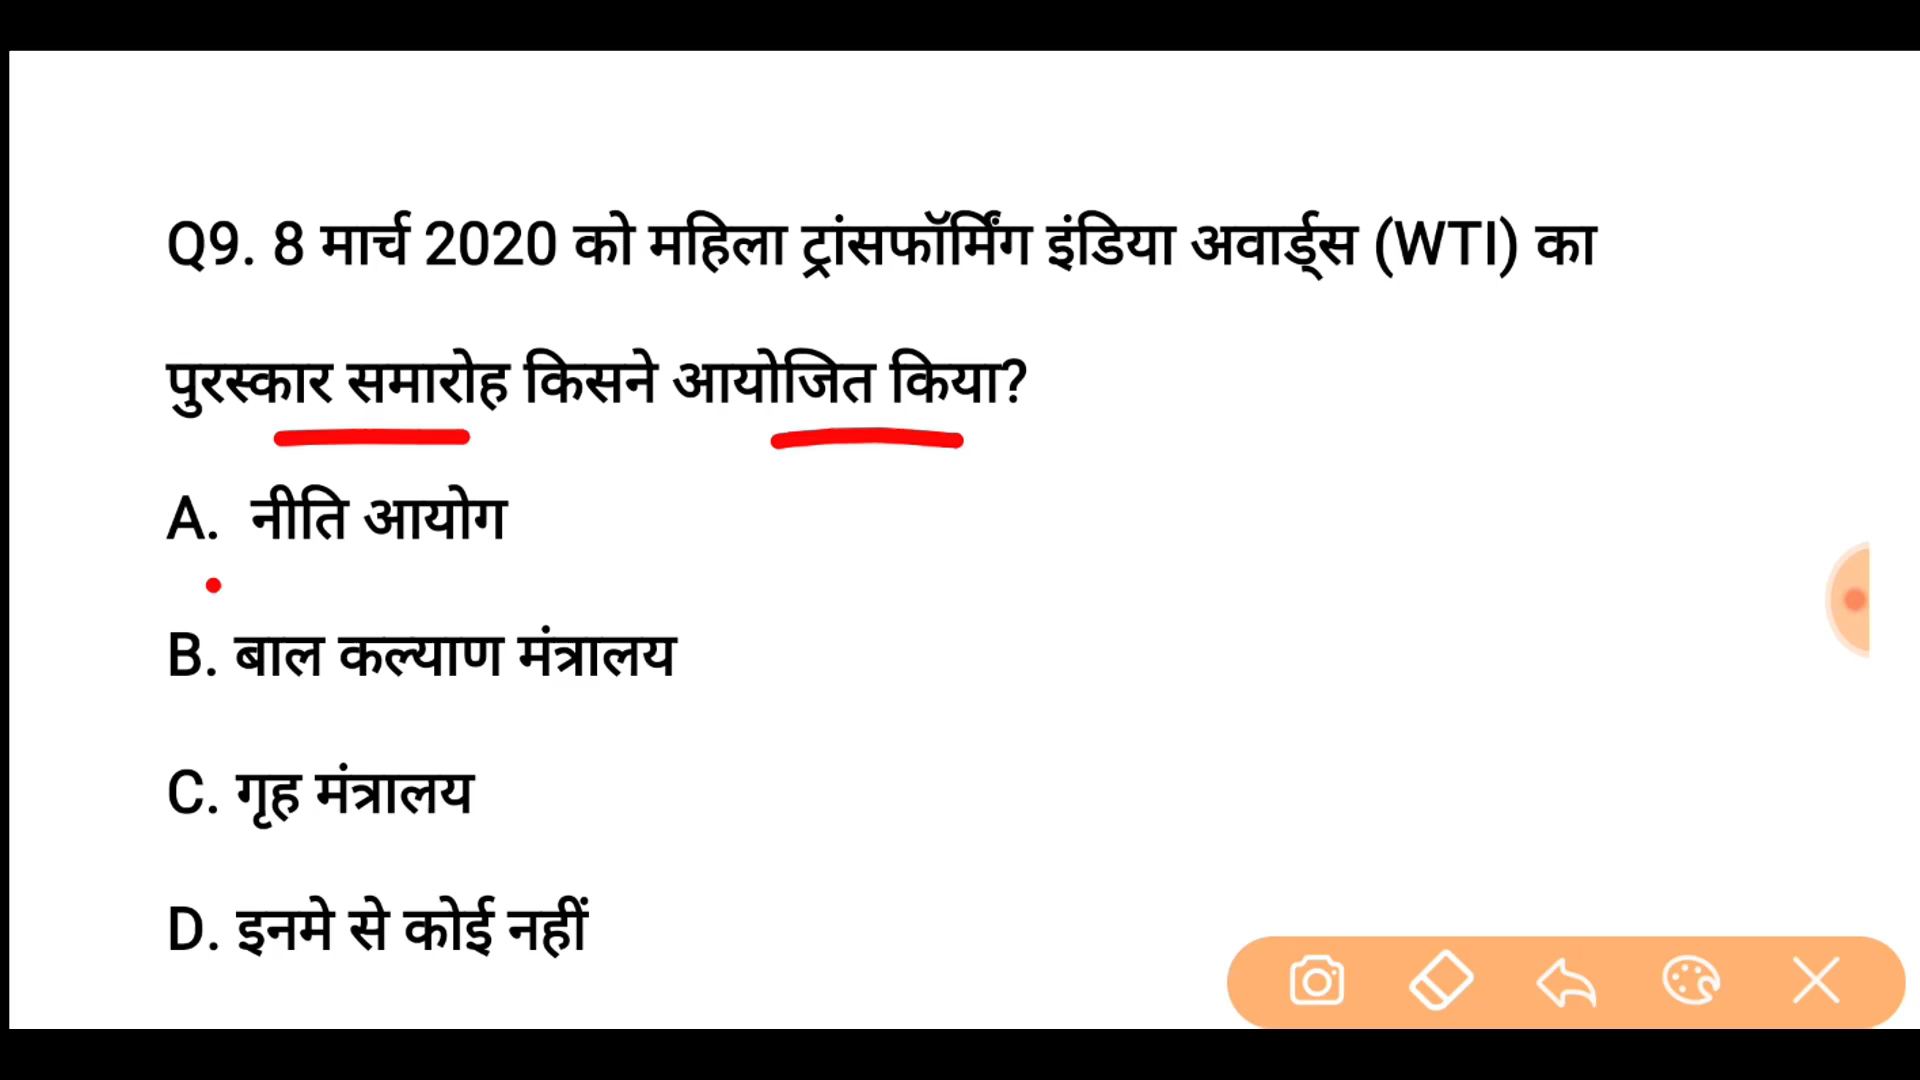 Q9. 8 मार्च 2020 को महिला ट्रांसफॉर्मिंग इंडिया अवार्ड्स (WTI) का
पुरस्कार समारोह किसने आयोजित किया?
A. नीति आयोग
B. बाल कल्याण मंत्रालय
C. गृह मंत्रालय
D. इनमे से कोई नहीं